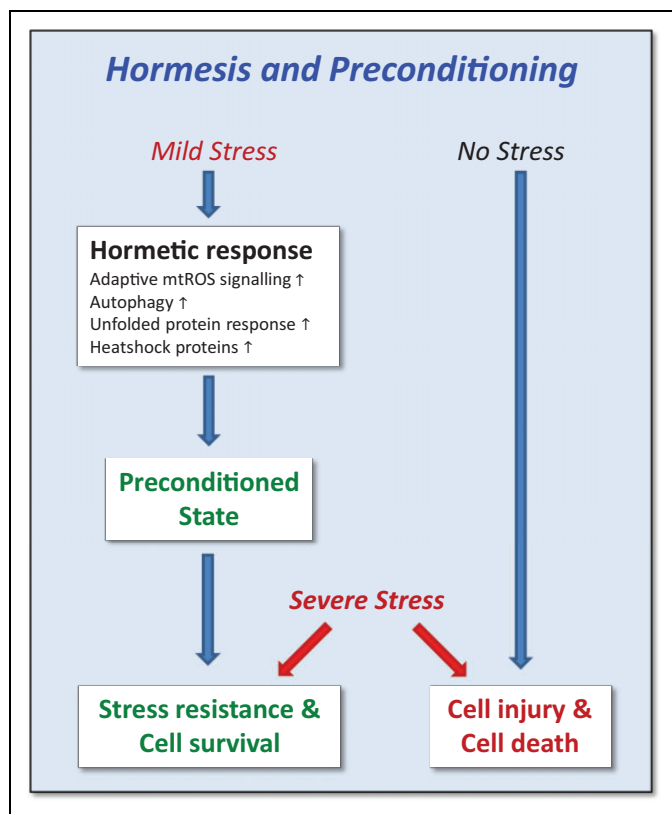 Hormesis and Preconditioning
Mild Stress
No Stress
Hormetic response
Adaptive mtROS signalling ↑
Autophagy ↑
Unfolded protein response ↑
Heatshock proteins ↑
Preconditioned
State
Severe Stress
Stress resistance &
Cell survival
Cell injury &
Cell death